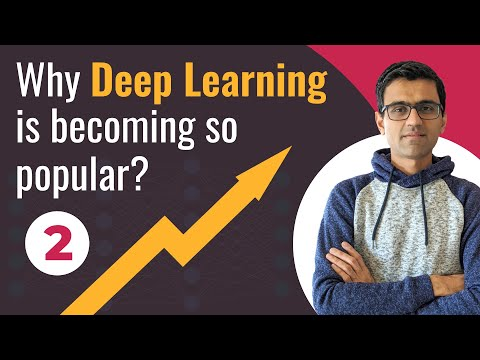 Why Deep Learning
is becoming so
popular?
2